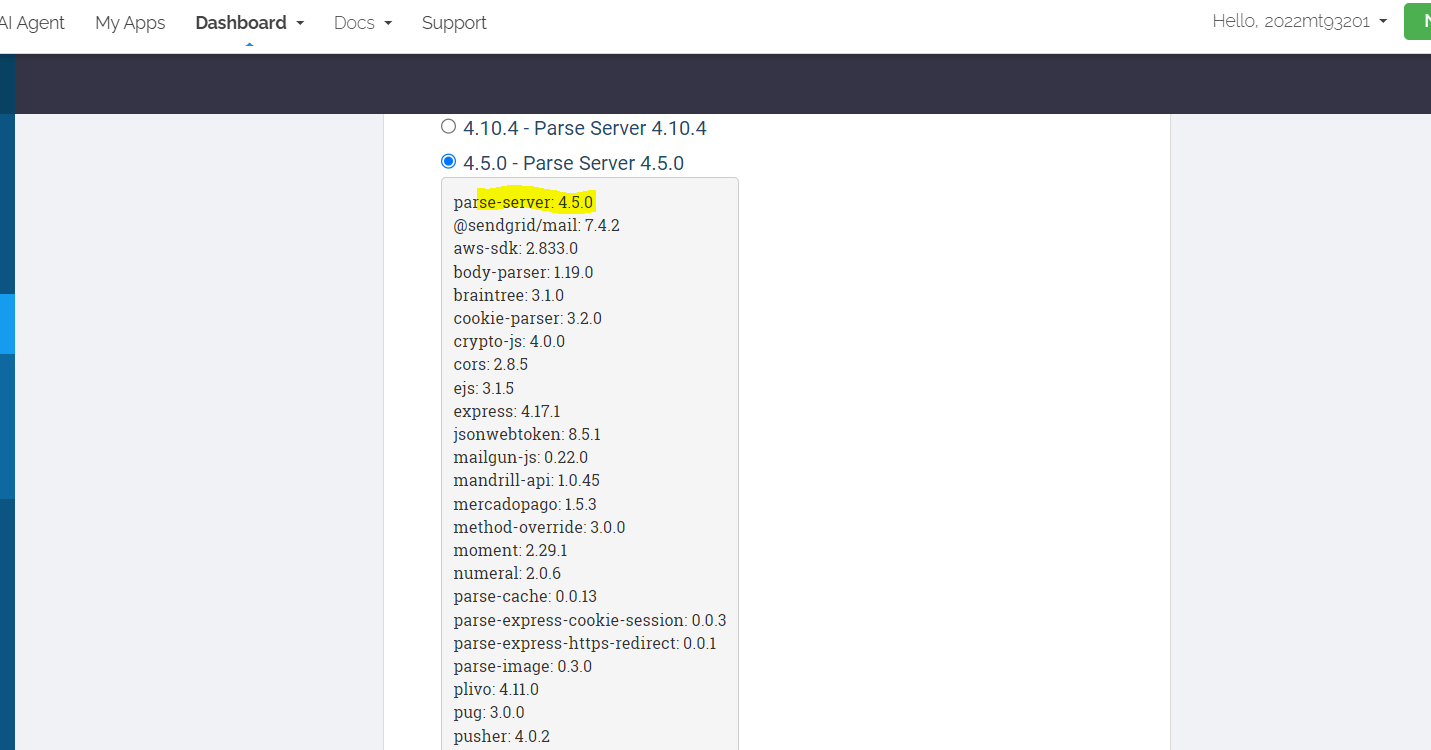 AI Agent My Apps Dashboard Docs Support Hello, 2022mt93201 N
4.10.4 - Parse Server 4.10.4
4.5.0 - Parse Server 4.5.0
parse-server: 4.5.0
@sendgrid/mail: 7.4.2
aws-sdk: 2.833.0
body-parser: 1.19.0
braintree: 3.1.0
cookie-parser: 3.2.0
crypto-js: 4.0.0
cors: 2.8.5
ejs: 3.1.5
express: 4.17.1
jsonwebtoken: 8.5.1
mailgun-js: 0.22.0
mandrill-api: 1.0.45
mercadopago: 1.5.3
method-override: 3.0.0
moment: 2.29.1
numeral: 2.0.6
parse-cache: 0.0.13
parse-express-cookie-session: 0.0.3
parse-express-https-redirect: 0.0.1
parse-image: 0.3.0
plivo: 4.11.0
pug: 3.0.0
pusher: 4.0.2